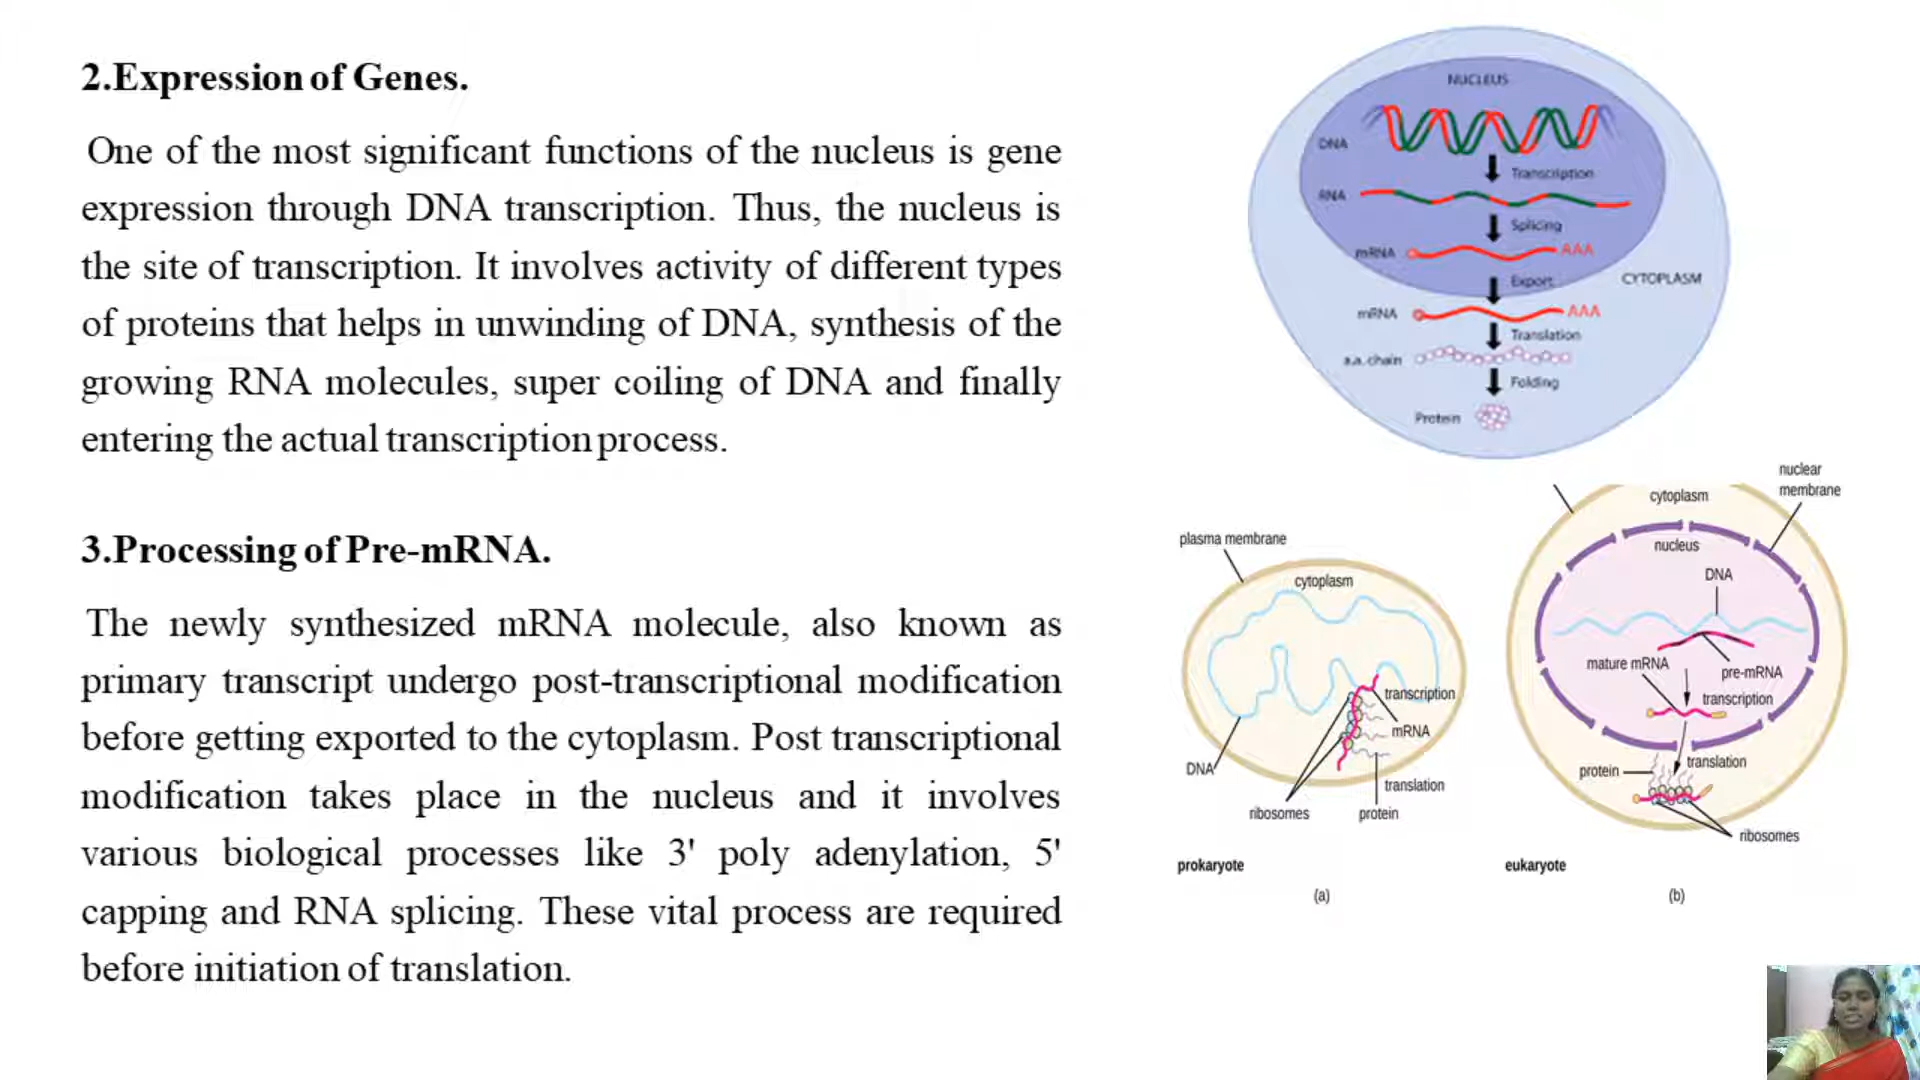 2.Expression of Genes.
One of the most significant functions of the nucleus is gene
expression through DNA transcription. Thus, the nucleus is
the site of transcription. It involves activity of different types
of proteins that helps in unwinding of DNA, synthesis of the
growing RNA molecules, super coiling of DNA and finally
entering the actual transcription process.
3.Processing of Pre-mRNA.
The newly synthesized mRNA molecule, also known as
primary transcript undergo post-transcriptional modification
before getting exported to the cytoplasm. Post transcriptional
modification takes place in the nucleus and it involves
various biological processes like 3' poly adenylation, 5'
capping and RNA splicing. These vital process are required
before initiation of translation.
NUCLEUS
DNA
Transcription
RNA
Splicing
mRNA
AAA
Export
CYTOPLASM
mRNA
AAA
Translation
a.a. chain
Folding
Protein
plasma membrane
cytoplasm
transcription
mRNA
DNA
translation
ribosomes
protein
prokaryote
(a)
nuclear
membrane
cytoplasm
nucleus
DNA
mature mRNA
pre-mRNA
transcription
translation
protein
ribosomes
eukaryote
(b)